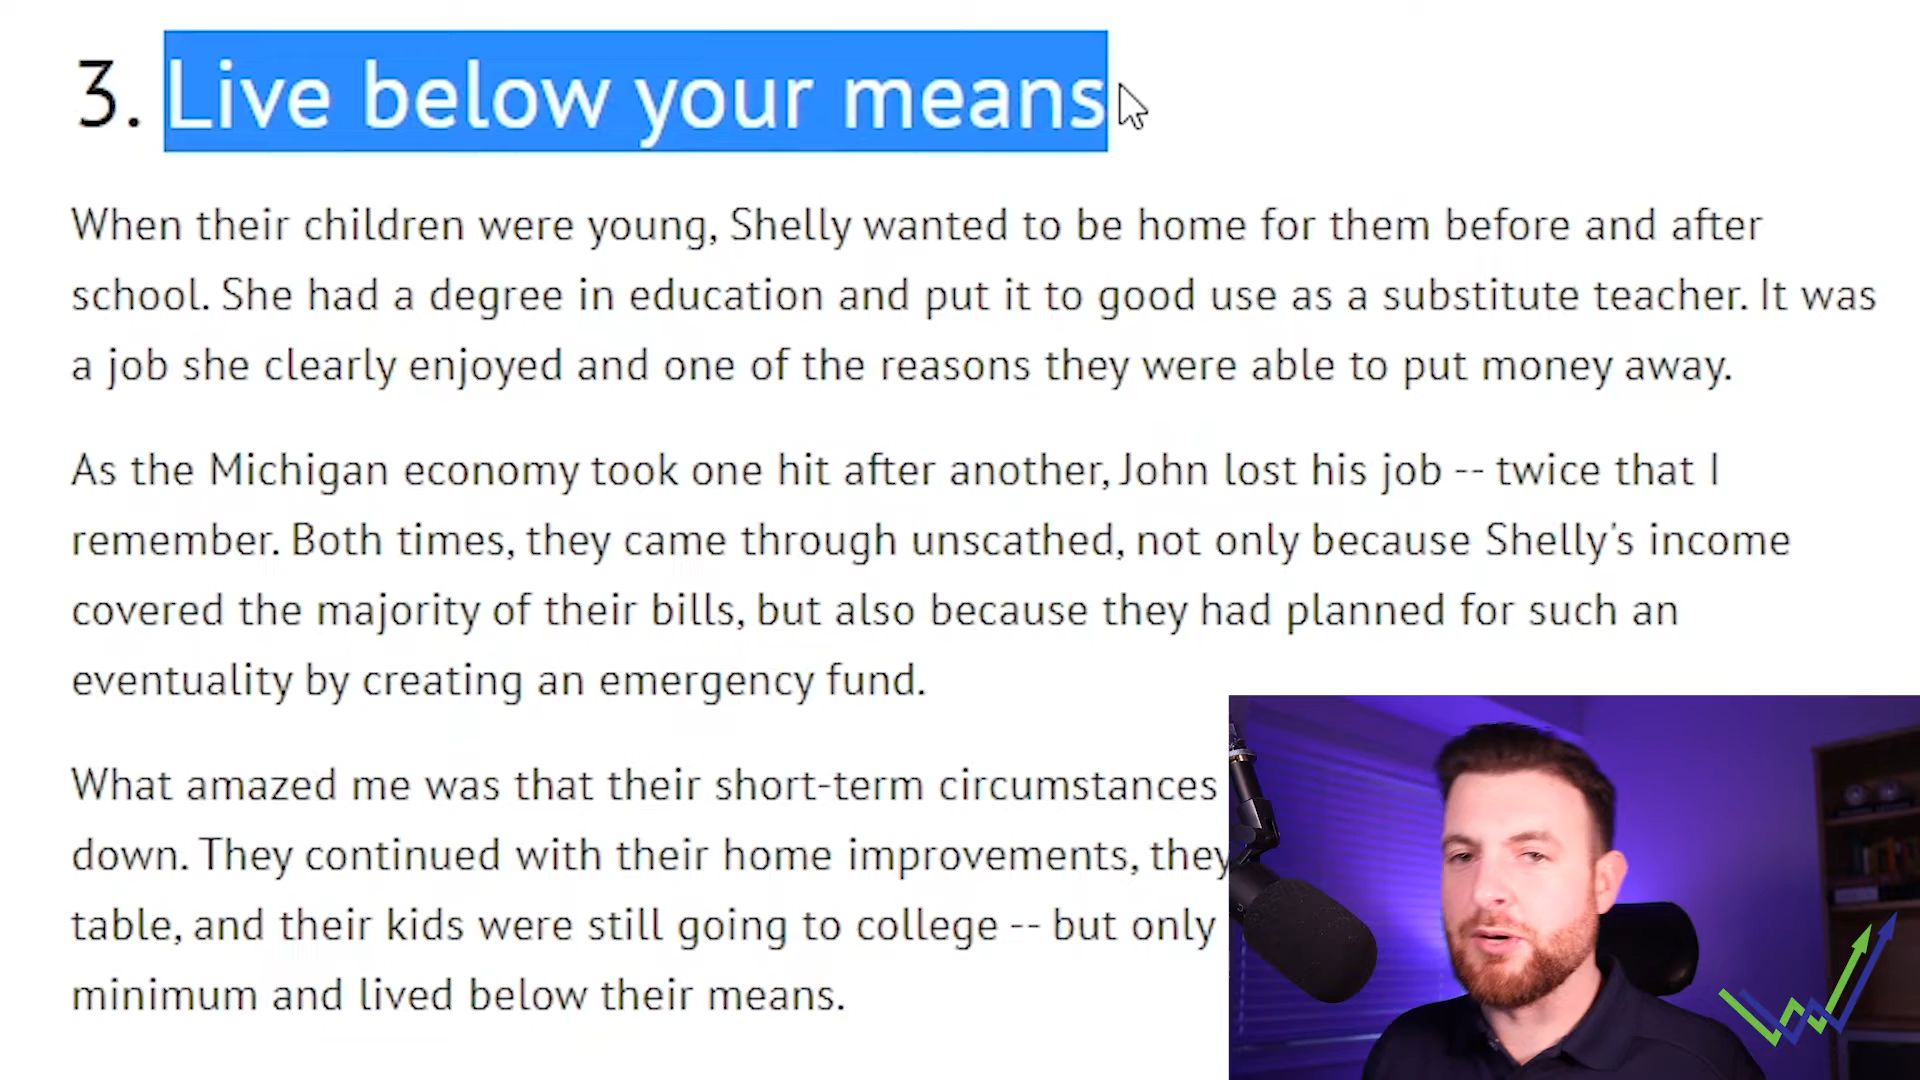 3. Live below your means
When their children were young, Shelly wanted to be home for them before and after
school. She had a degree in education and put it to good use as a substitute teacher. It was
a job she clearly enjoyed and one of the reasons they were able to put money away.
As the Michigan economy took one hit after another, John lost his job -- twice that I
remember. Both times, they came through unscathed, not only because Shelly's income
covered the majority of their bills, but also because they had planned for such an
eventuality by creating an emergency fund.
What amazed me was that their short-term circumstances
down. They continued with their home improvements, they
table, and their kids were still going to college -- but only
minimum and lived below their means.